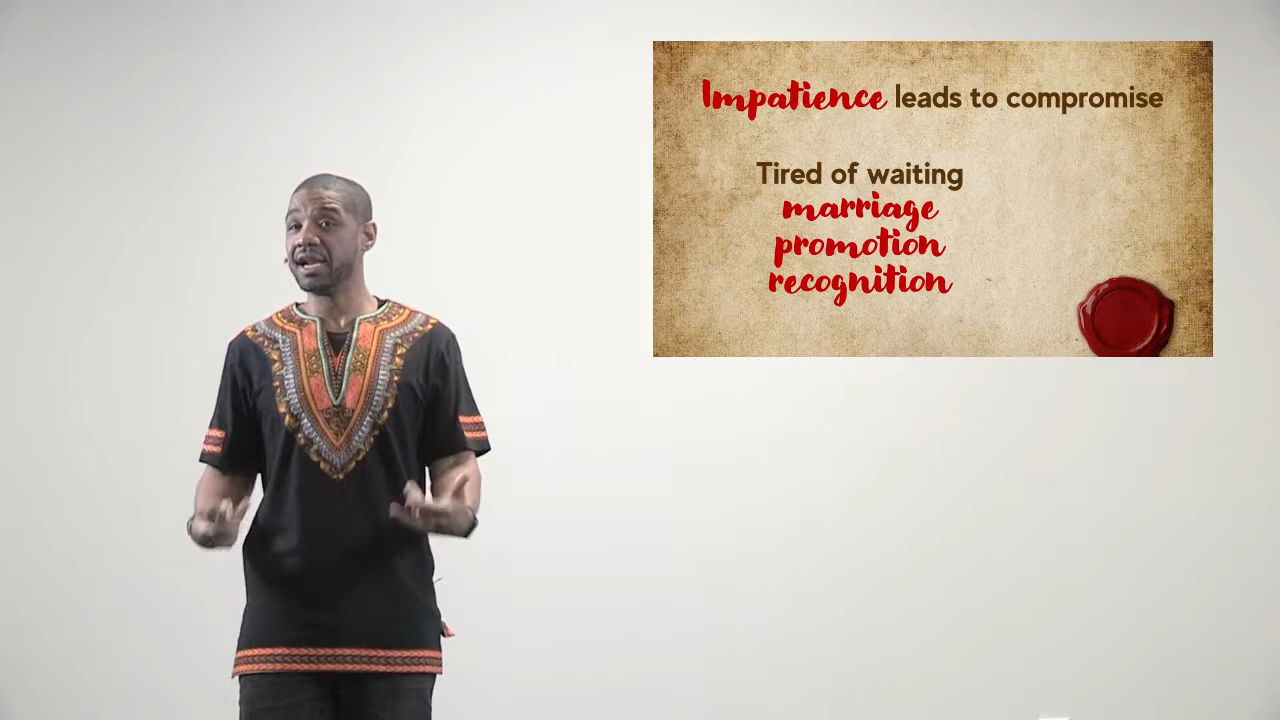 Impatience leads to compromise
Tired of waiting
marriage
promotion
recognition